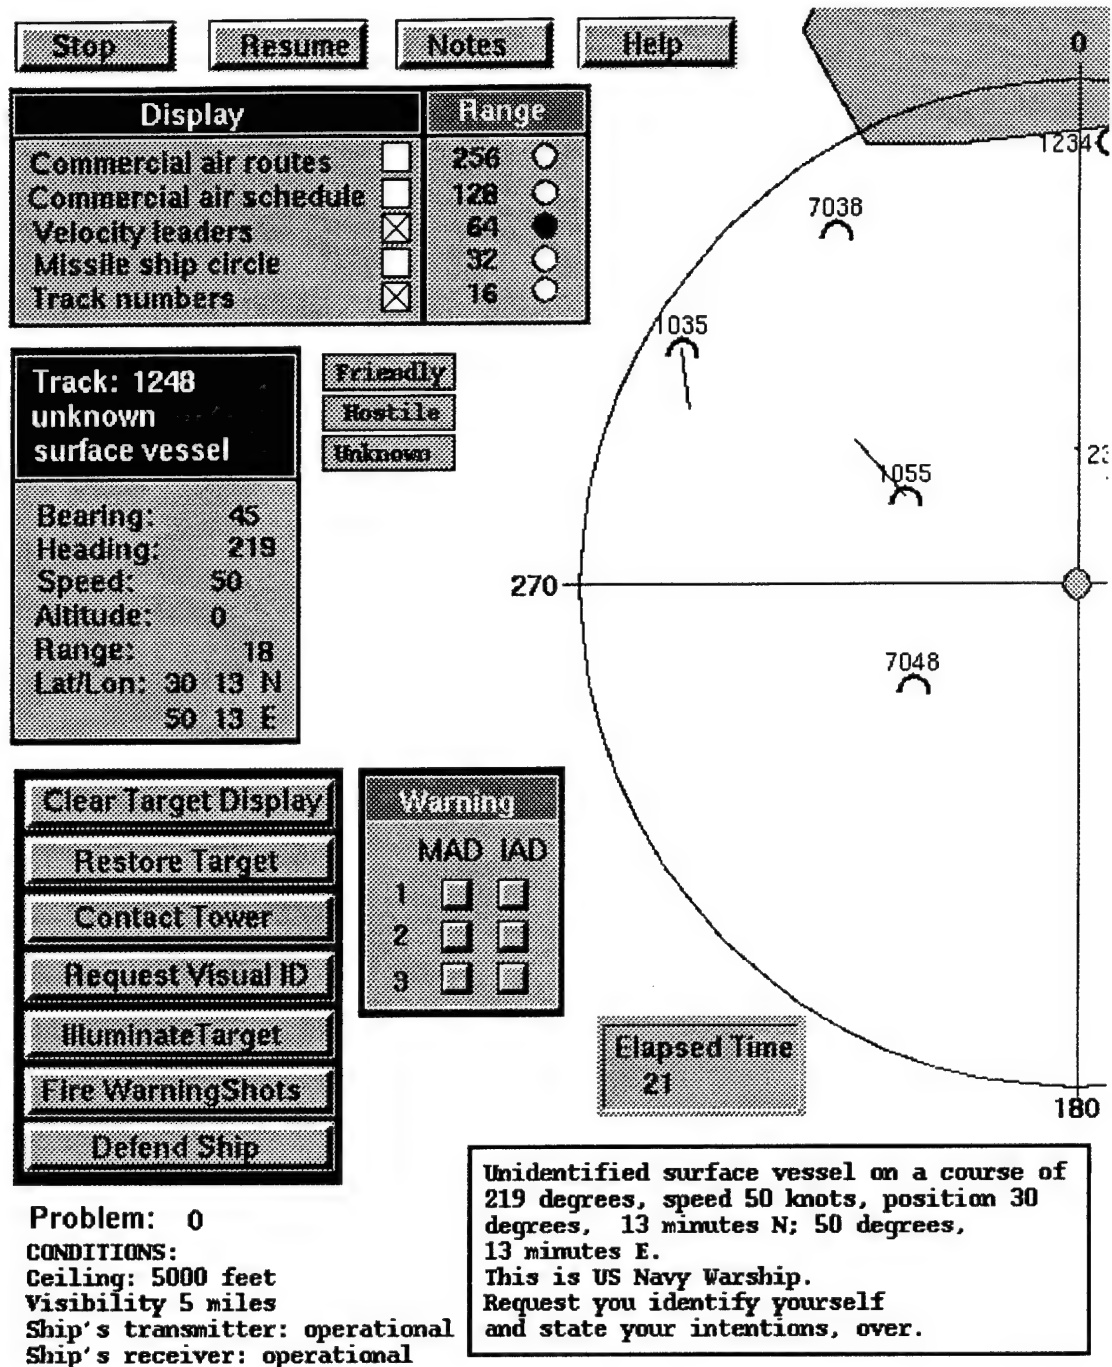 Stop Resume Notes Help
Display Range
Commercial air routes 256
Commercial air schedule 128
Velocity leaders 64
Missile ship circle 32
Track numbers 16
0
1234
7038
1035
1055
23
270
7048
180
Track: 1248
unknown
surface vessel
Friendly
Hostile
Unknown
Bearing: 45
Heading: 219
Speed: 50
Altitude: 0
Range: 18
Lat/Lon: 30 13 N
50 13 E
Clear Target Display
Restore Target
Contact Tower
Request Visual ID
IlluminateTarget
Fire WarningShots
Defend Ship
Warning
MAD IAD
1
2
3
Elapsed Time
21
Problem: 0
CONDITIONS:
Ceiling: 5000 feet
Visibility 5 miles
Ship's transmitter: operational
Ship's receiver: operational
Unidentified surface vessel on a course of
219 degrees, speed 50 knots, position 30
degrees, 13 minutes N; 50 degrees,
13 minutes E.
This is US Navy Warship.
Request you identify yourself
and state your intentions, over.